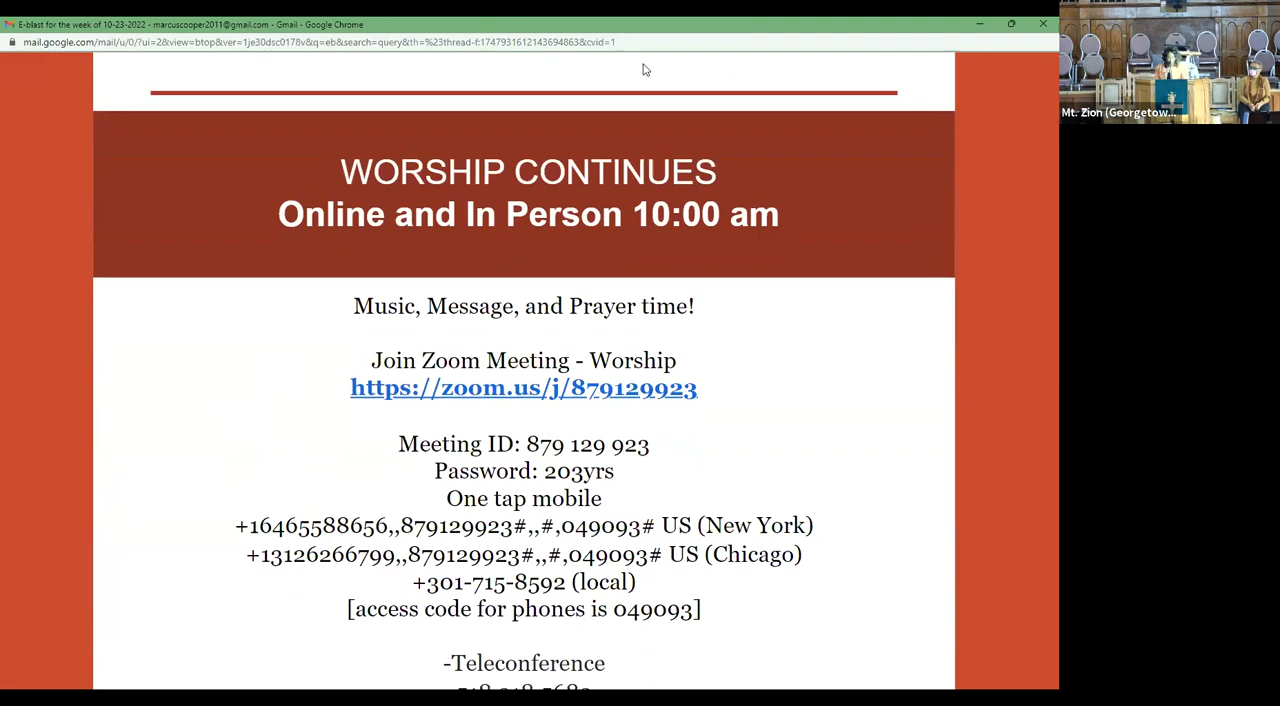 E-blast for the week of 10-23-2022 - marcuscooper2011@gmail.com - Gmail - Google Chrome
mail.google.com/mail/u/0/?ui=2&view=btop&ver=1je30dsc0178v&q=eb&search=query&th=%23thread-f:1747931612143694863&cvid=1
Mt. Zion (Georgetow...
WORSHIP CONTINUES
Online and In Person 10:00 am
Music, Message, and Prayer time!
Join Zoom Meeting - Worship
https://zoom.us/j/879129923
Meeting ID: 879 129 923
Password: 203yrs
One tap mobile
+16465588656,,879129923#,,#,049093# US (New York)
+13126266799,,879129923#,,#,049093# US (Chicago)
+301-715-8592 (local)
[access code for phones is 049093]
-Teleconference